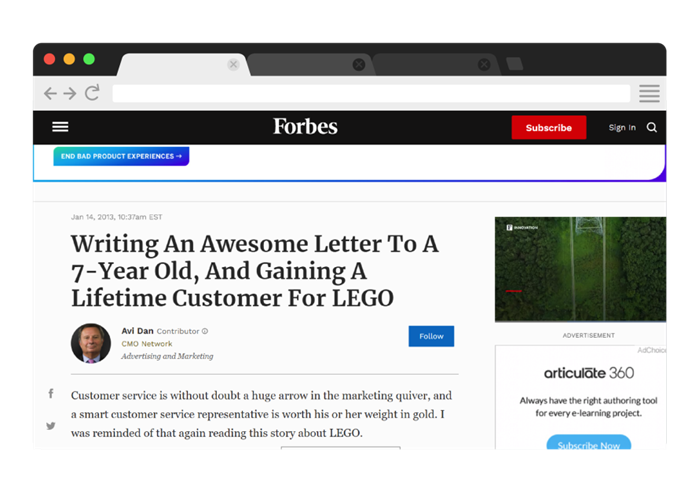 Forbes
Subscribe
Sign In
END BAD PRODUCT EXPERIENCES →
Jan 14, 2013, 10:37am EST
Writing An Awesome Letter To A
7-Year Old, And Gaining A
Lifetime Customer For LEGO
Avi Dan Contributor
CMO Network
Advertising and Marketing
Follow
Customer service is without doubt a huge arrow in the marketing quiver, and
a smart customer service representative is worth his or her weight in gold. I
was reminded of that again reading this story about LEGO.
F INNOVATION
ADVERTISEMENT
AdChoic
articulate 360
Always have the right authoring tool
for every e-learning project.
Subscribe Now